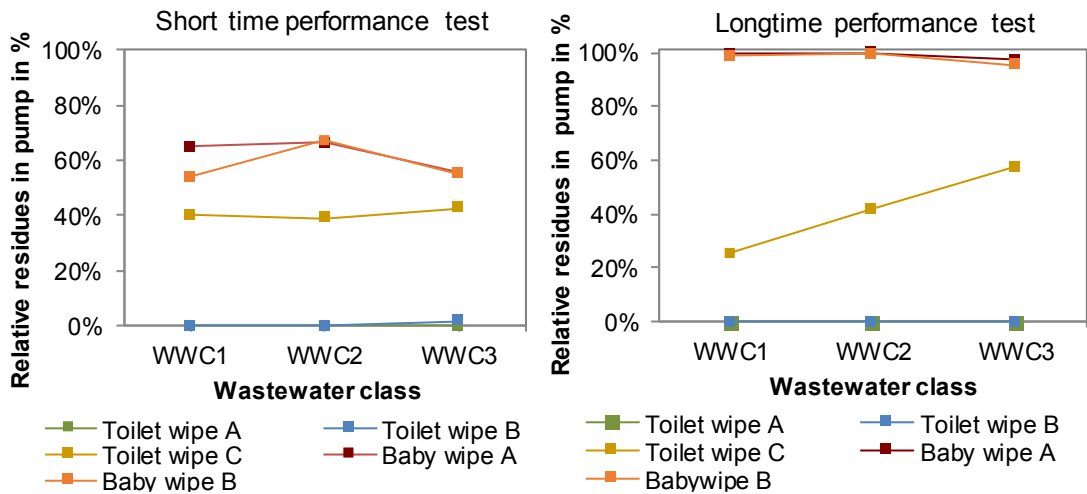 Short time performance test
Relative residues in pump in %
100%
80%
60%
40%
20%
0%
WWC1 WWC2 WWC3
Wastewater class
Toilet wipe A Toilet wipe B
Toilet wipe C Baby wipe A
Baby wipe B
Longtime performance test
Relative residues in pump in %
100%
80%
60%
40%
20%
0%
WWC1 WWC2 WWC3
Wastewater class
Toilet wipe A Toilet wipe B
Toilet wipe C Baby wipe A
Babywipe B